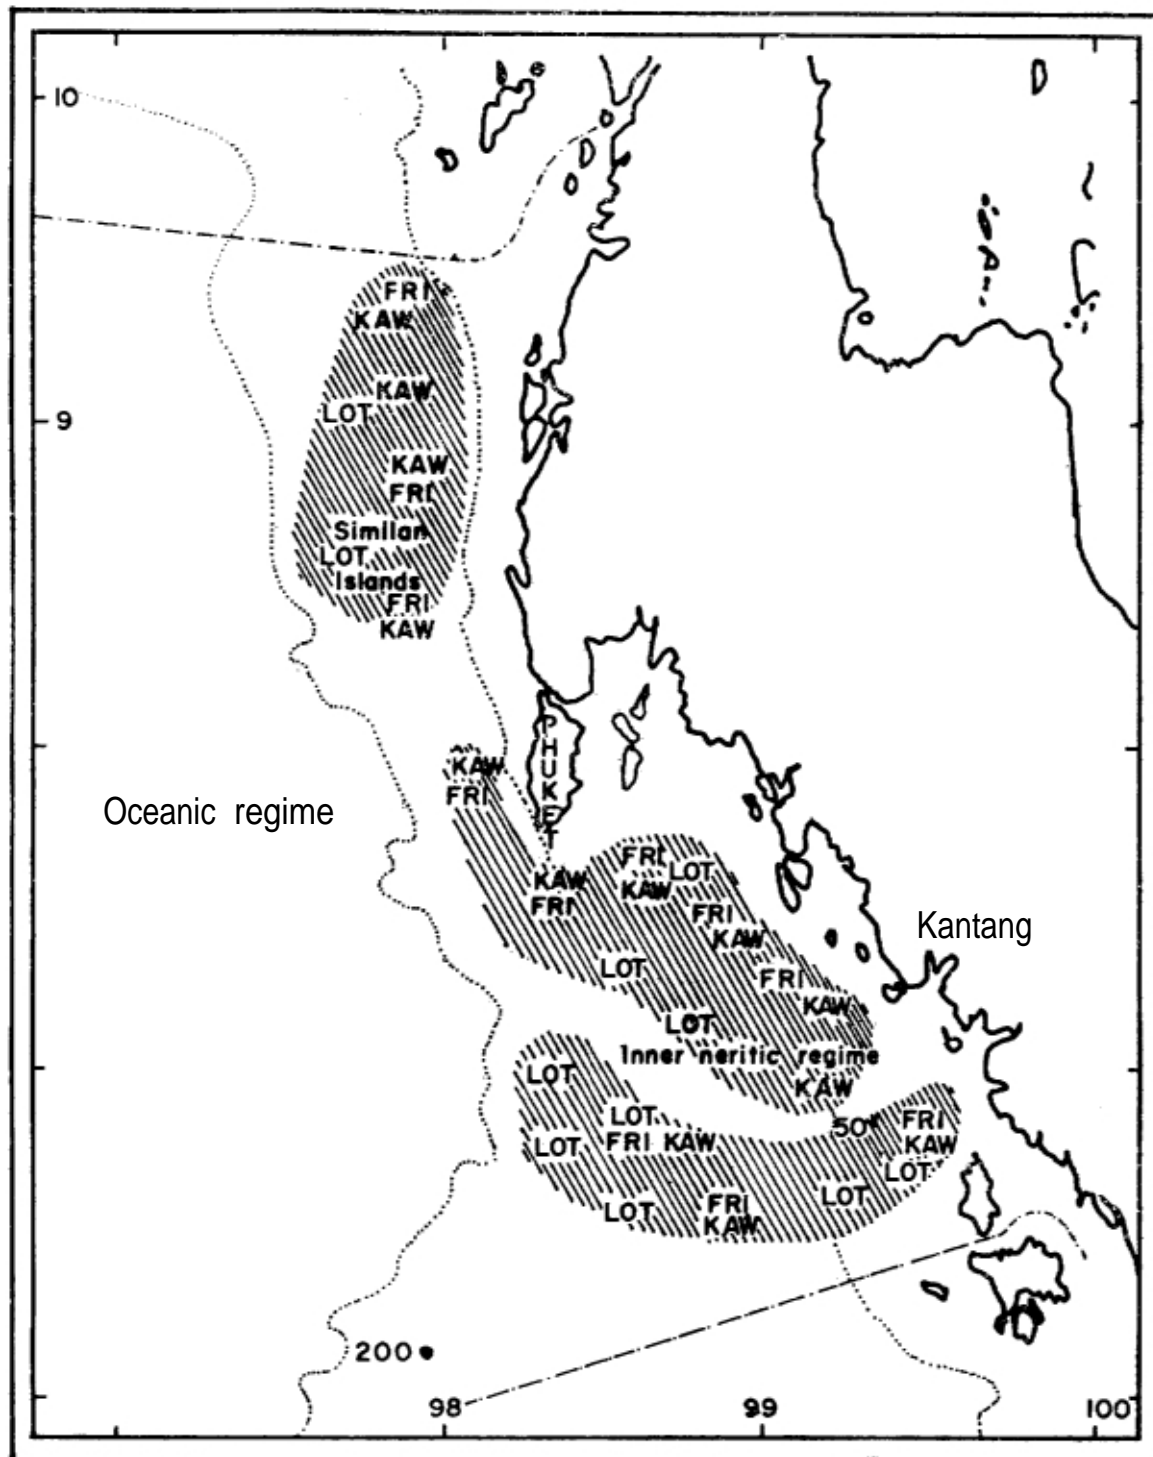 10
FRI
KAW
KAW
9
LOT
KAW
FRI
Similan
LOT
Islands
FRI
KAW
PHUKET
KAW
FRI
Oceanic regime
FRI
LOT
KAW
KAW
FRI
FRI
KAW
Kantang
LOT
FRI
KAW
LOT
Inner neritic regime
LOT
KAW
LOT
50
FRI
FRI KAW
KAW
LOT
LOT
LOT
LOT
FRI
KAW
200
98
99
100